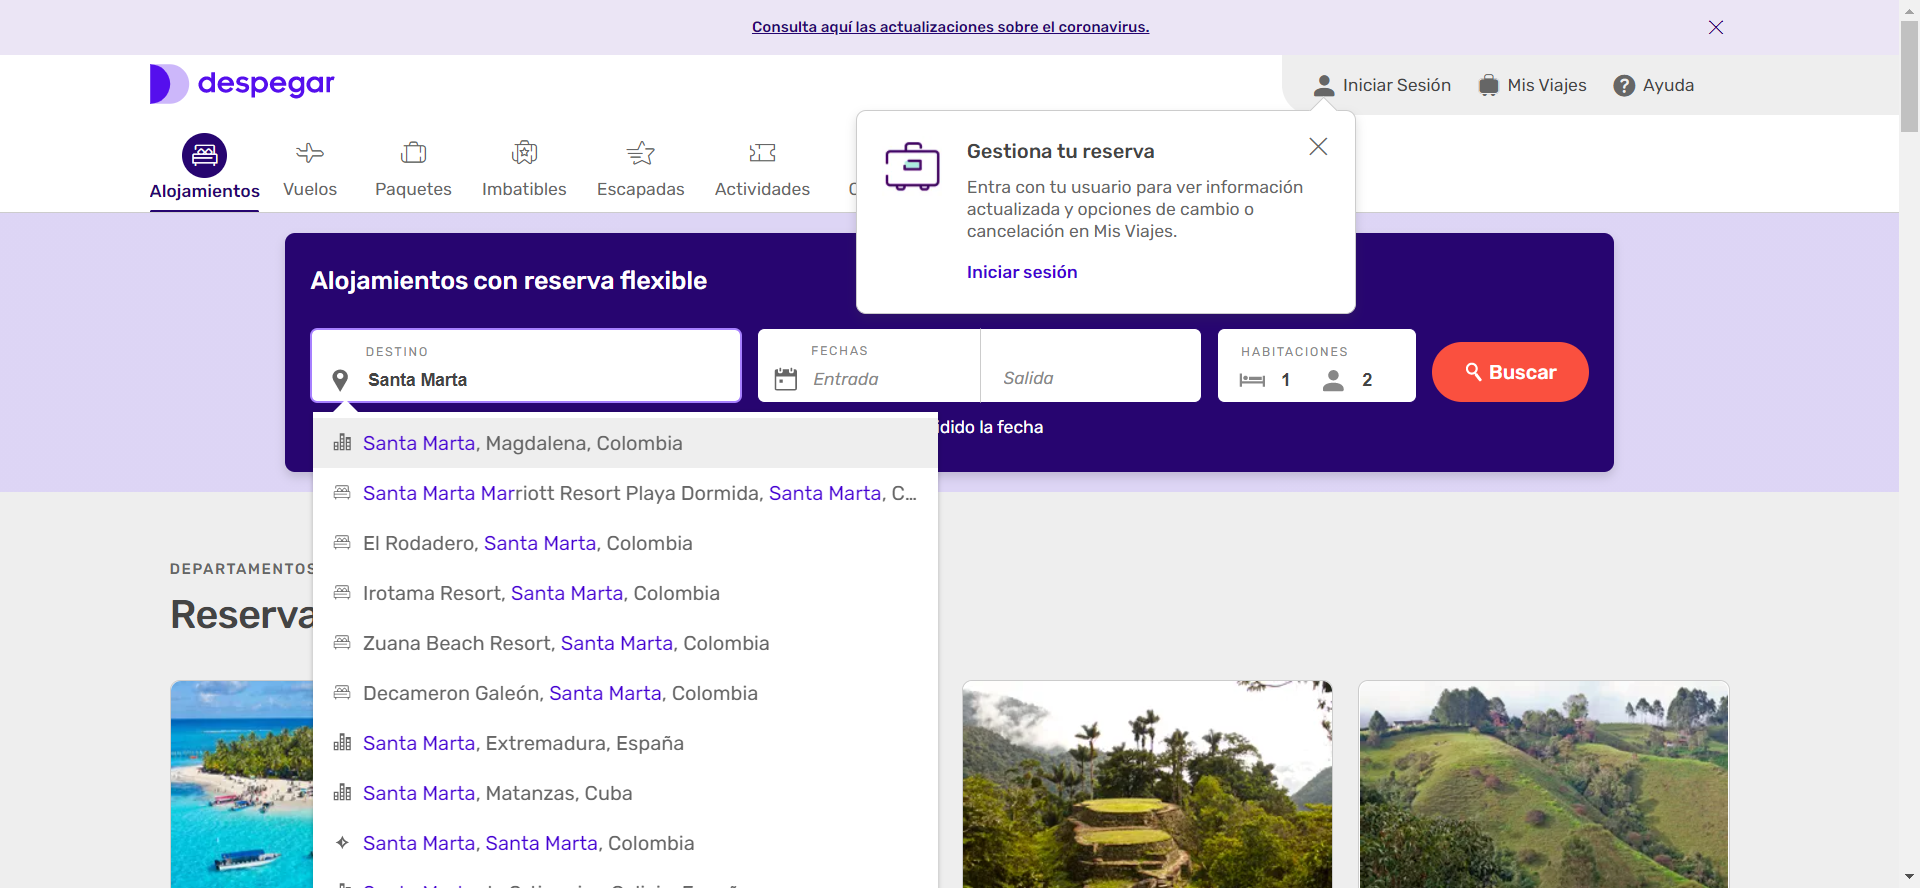 Consulta aquí las actualizaciones sobre el coronavirus.
despegar
Iniciar Sesión
Mis Viajes
Ayuda
Alojamientos
Vuelos
Paquetes
Imbatibles
Escapadas
Actividades
Gestiona tu reserva
Entra con tu usuario para ver información
actualizada y opciones de cambio o
cancelación en Mis Viajes.
Iniciar sesión
Alojamientos con reserva flexible
DESTINO
Santa Marta
FECHAS
Entrada
Salida
HABITACIONES
1
2
Buscar
la fecha
Santa Marta, Magdalena, Colombia
Santa Marta Marriott Resort Playa Dormida, Santa Marta, C...
El Rodadero, Santa Marta, Colombia
Irotama Resort, Santa Marta, Colombia
Zuana Beach Resort, Santa Marta, Colombia
Decameron Galeón, Santa Marta, Colombia
Santa Marta, Extremadura, España
Santa Marta, Matanzas, Cuba
Santa Marta, Santa Marta, Colombia
DEPARTAMENTOS
Reserva